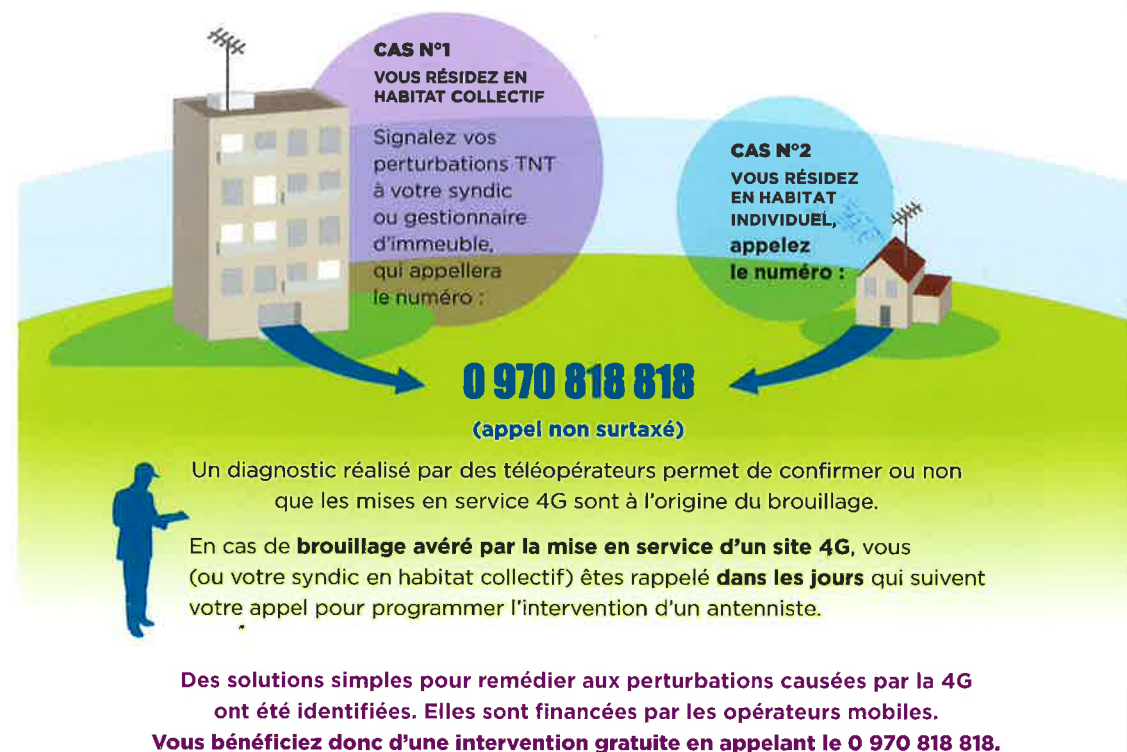 CAS N°1
VOUS RÉSIDEZ EN
HABITAT COLLECTIF
Signalez vos
perturbations TNT
à votre syndic
ou gestionnaire
d'immeuble,
qui appellera
le numéro :
CAS N°2
VOUS RÉSIDEZ
EN HABITAT
INDIVIDUEL,
appelez
le numéro :
0 970 818 818
(appel non surtaxé)
Un diagnostic réalisé par des téléopérateurs permet de confirmer ou non
que les mises en service 4G sont à l'origine du brouillage.
En cas de brouillage avéré par la mise en service d'un site 4G, vous
(ou votre syndic en habitat collectif) êtes rappelé dans les jours qui suivent
votre appel pour programmer l'intervention d'un antenniste.
Des solutions simples pour remédier aux perturbations causées par la 4G
ont été identifiées. Elles sont financées par les opérateurs mobiles.
Vous bénéficiez donc d'une intervention gratuite en appelant le 0 970 818 818.